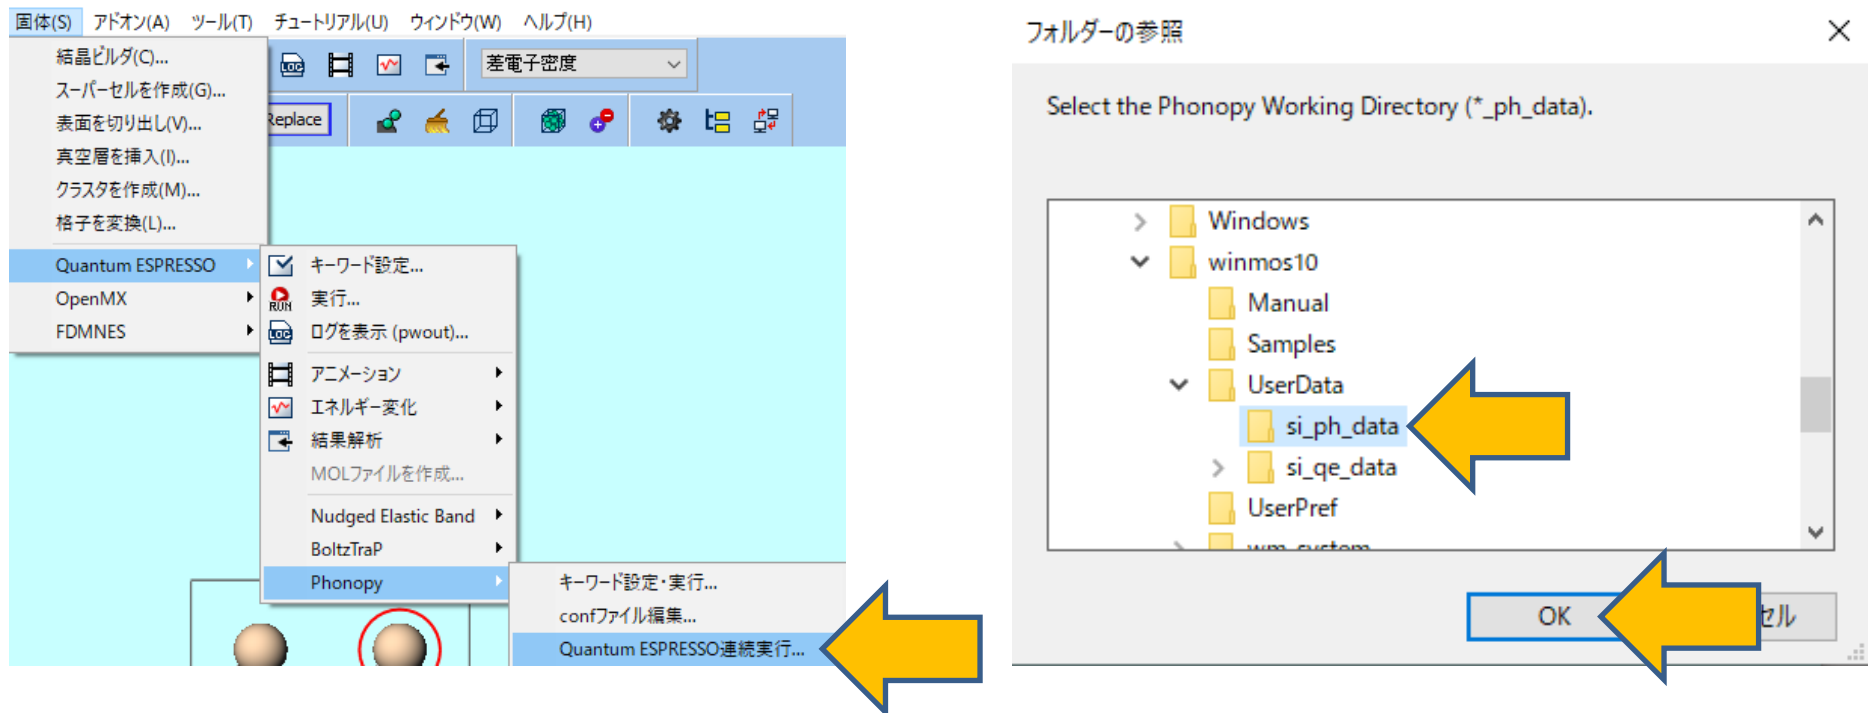 固体(S) アドオン(A) ツール(T) チュートリアル(U) ウィンドウ(W) ヘルプ(H)
結晶ビルダ(C)...
スーパーセルを作成(G)...
表面を切り出し(V)...
真空層を挿入(I)...
クラスタを作成(M)...
格子を変換(L)...
Quantum ESPRESSO
OpenMX
FDMNES
LOG
差電子密度
Replace
キーワード設定...
RUN 実行...
LOG ログを表示 (pwout)...
アニメーション
エネルギー変化
結果解析
MOLファイルを作成...
Nudged Elastic Band
BoltzTraP
Phonopy
キーワード設定・実行...
confファイル編集...
Quantum ESPRESSO連続実行...
フォルダーの参照
Select the Phonopy Working Directory (*_ph_data).
Windows
winmos10
Manual
Samples
UserData
si_ph_data
si_qe_data
UserPref
wm_system
OK
セル